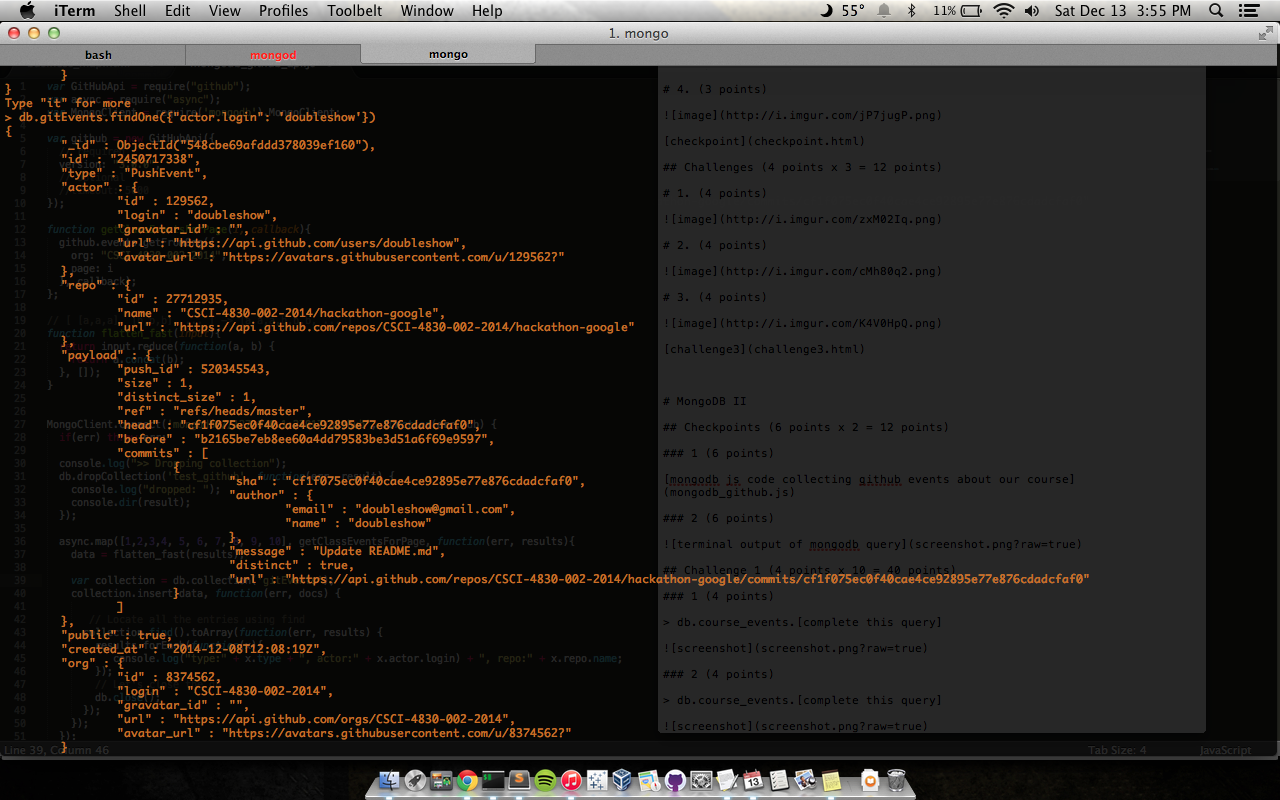 iTerm Shell Edit View Profiles Toolbelt Window Help 55° 11% Sat Dec 13 3:55 PM
1. mongo
bash mongod mongo
}
}
Type "it" for more
> db.gitEvents.findOne({"actor.login": 'doubleshow'})
{
"_id" : ObjectId("548cbe69afddd378039ef160"),
"id" : "2450717338",
"type" : "PushEvent",
"actor" : {
"id" : 129562,
"login" : "doubleshow",
"gravatar_id" : "",
"url" : "https://api.github.com/users/doubleshow",
"avatar_url" : "https://avatars.githubusercontent.com/u/129562?"
},
"repo" : {
"id" : 27712935,
"name" : "CSCI-4830-002-2014/hackathon-google",
"url" : "https://api.github.com/repos/CSCI-4830-002-2014/hackathon-google"
},
"payload" : {
"push_id" : 520345543,
"size" : 1,
"distinct_size" : 1,
"ref" : "refs/heads/master",
"head" : "cf1f075ec0f40cae4ce92895e77e876cdadcfaf0",
"before" : "b2165be7eb8ee60a4dd79583be3d51a6f69e9597",
"commits" : [
{
"sha" : "cf1f075ec0f40cae4ce92895e77e876cdadcfaf0",
"author" : {
"email" : "doubleshow@gmail.com",
"name" : "doubleshow"
},
"message" : "Update README.md",
"distinct" : true,
"url" : "https://api.github.com/repos/CSCI-4830-002-2014/hackathon-google/commits/cf1f075ec0f40cae4ce92895e77e876cdadcfaf0"
}
]
},
"public" : true,
"created_at" : "2014-12-08T12:08:19Z",
"org" : {
"id" : 8374562,
"login" : "CSCI-4830-002-2014",
"gravatar_id" : "",
"url" : "https://api.github.com/orgs/CSCI-4830-002-2014",
"avatar_url" : "https://avatars.githubusercontent.com/u/8374562?"
}
# 4. (3 points)
![image](http://i.imgur.com/jP7jugP.png)
[checkpoint](checkpoint.html)
## Challenges (4 points x 3 = 12 points)
# 1. (4 points)
![image](http://i.imgur.com/zxM02Iq.png)
# 2. (4 points)
![image](http://i.imgur.com/cMh80q2.png)
# 3. (4 points)
![image](http://i.imgur.com/K4V0HpQ.png)
[challenge3](challenge3.html)
# MongoDB II
## Checkpoints (6 points x 2 = 12 points)
### 1 (6 points)
[mongodb js code collecting github events about our course]
(mongodb_github.js)
### 2 (6 points)
![terminal output of mongodb query](screenshot.png?raw=true)
## Challenge 1 (4 points x 10 = 40 points)
### 1 (4 points)
> db.course_events.[complete this query]
![screenshot](screenshot.png?raw=true)
### 2 (4 points)
> db.course_events.[complete this query]
![screenshot](screenshot.png?raw=true)
var GitHubApi = require("github");
Line 39, Column 46 Tab Size: 4 JavaScript